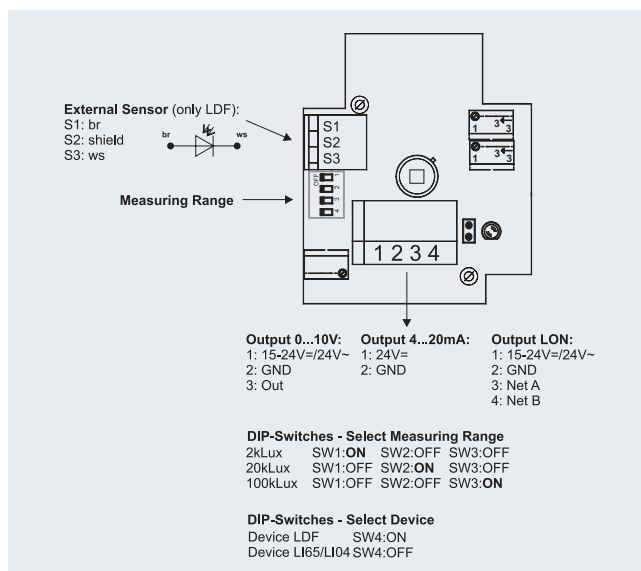 External Sensor (only LDF):
S1: br
S2: shield
S3: ws
br
ws
S1
S2
S3
OFF
1
2
3
4
Measuring Range
1 3 3
1 3 3
1 2 3 4
Output 0...10V:
1: 15-24V=/24V~
2: GND
3: Out
Output 4...20mA:
1: 24V=
2: GND
Output LON:
1: 15-24V=/24V~
2: GND
3: Net A
4: Net B
DIP-Switches - Select Measuring Range
2kLux SW1:ON SW2:OFF SW3:OFF
20kLux SW1:OFF SW2:ON SW3:OFF
100kLux SW1:OFF SW2:OFF SW3:ON
DIP-Switches - Select Device
Device LDF SW4:ON
Device LI65/LI04 SW4:OFF